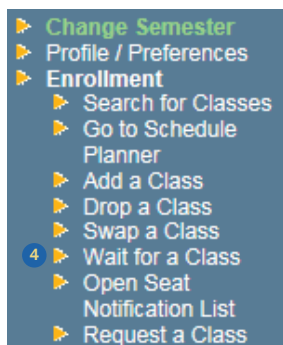 Change Semester
Profile / Preferences
Enrollment
Search for Classes
Go to Schedule
Planner
Add a Class
Drop a Class
Swap a Class
4 Wait for a Class
Open Seat
Notification List
Request a Class